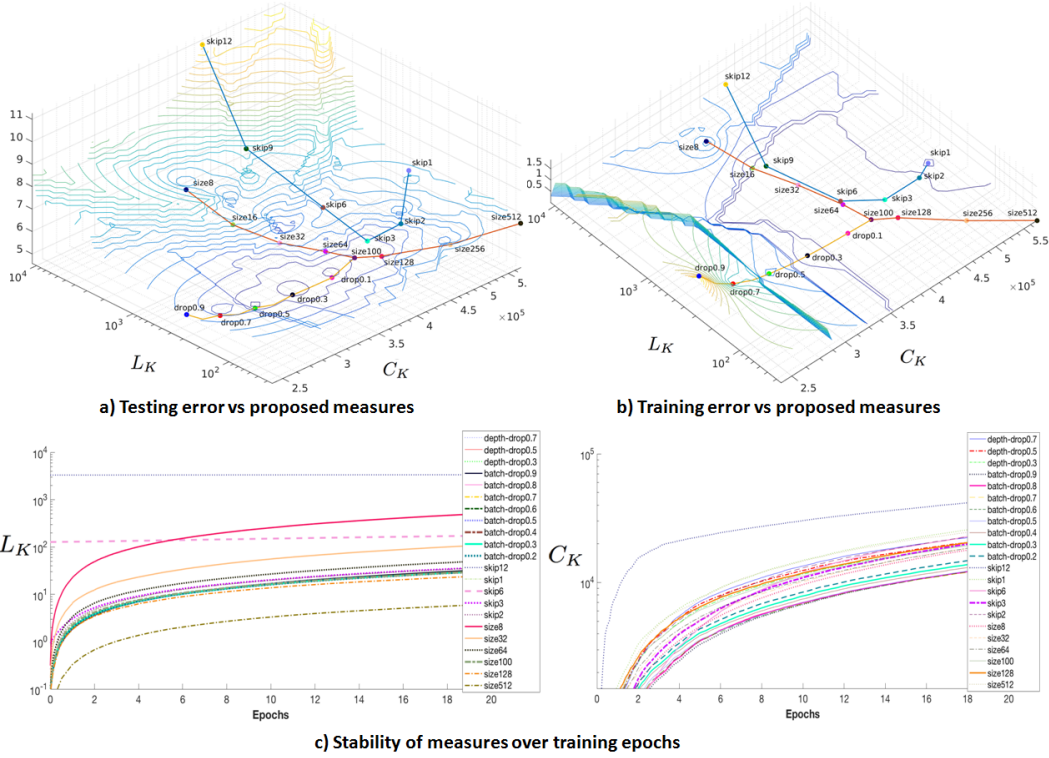 skip12
11
10
9
8
7
6
5
10^4
10^3
10^2
skip9
skip1
size8
skip6
size16
skip2
size512
size32
skip3
size64
size100
size256
size128
drop0.1
drop0.3
drop0.9
drop0.5
drop0.7
L_K
C_K
2.5
3
3.5
4
4.5
5
5.
×10^5
skip12
size8
skip9
skip1
1.5
1
0.5
size16
skip2
size32
skip6
skip3
size64
size100
size128
size256
size512
drop0.1
drop0.3
drop0.9
drop0.5
drop0.7
10^4
10^3
10^2
L_K
C_K
2.5
3
3.5
4
4.5
5
5.5
×10^5
a) Testing error vs proposed measures
b) Training error vs proposed measures
10^4
10^3
10^2
10^1
10^0
10^-1
L_K
0 2 4 6 8 10 12 14 16 18 20
Epochs
depth-drop0.7
depth-drop0.5
depth-drop0.3
batch-drop0.9
batch-drop0.8
batch-drop0.7
batch-drop0.6
batch-drop0.5
batch-drop0.4
batch-drop0.3
batch-drop0.2
skip12
skip1
skip6
skip3
skip2
size8
size32
size64
size100
size128
size512
10^5
10^4
C_K
0 2 4 6 8 10 12 14 16 18 20
Epochs
depth-drop0.7
depth-drop0.5
depth-drop0.3
batch-drop0.9
batch-drop0.8
batch-drop0.7
batch-drop0.6
batch-drop0.5
batch-drop0.4
batch-drop0.3
batch-drop0.2
skip12
skip1
skip6
skip3
skip2
size8
size32
size64
size100
size128
size512
c) Stability of measures over training epochs